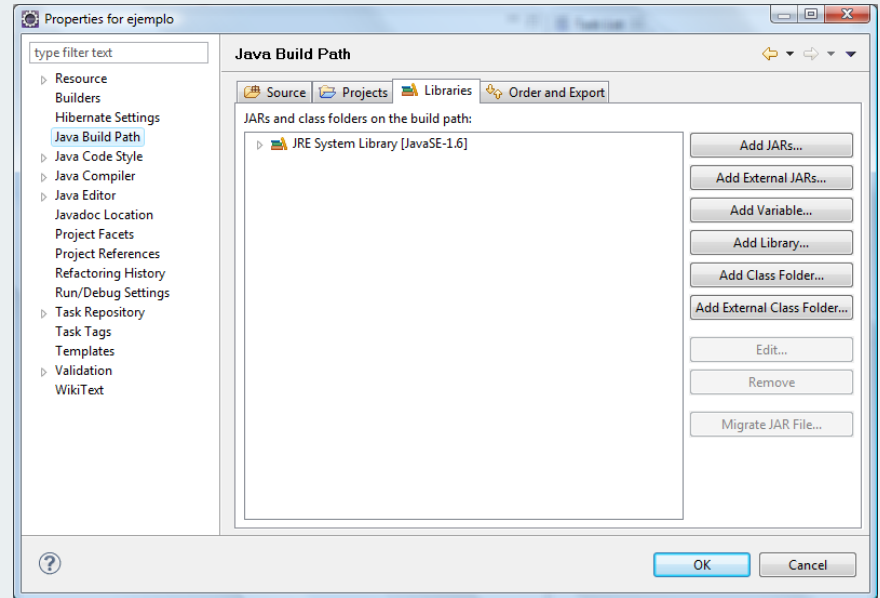 Properties for ejemplo
type filter text
Resource
Builders
Hibernate Settings
Java Build Path
Java Code Style
Java Compiler
Java Editor
Javadoc Location
Project Facets
Project References
Refactoring History
Run/Debug Settings
Task Repository
Task Tags
Templates
Validation
WikiText
Java Build Path
Source Projects Libraries Order and Export
JARs and class folders on the build path:
JRE System Library [JavaSE-1.6]
Add JARs...
Add External JARs...
Add Variable...
Add Library...
Add Class Folder...
Add External Class Folder...
Edit...
Remove
Migrate JAR File...
OK Cancel